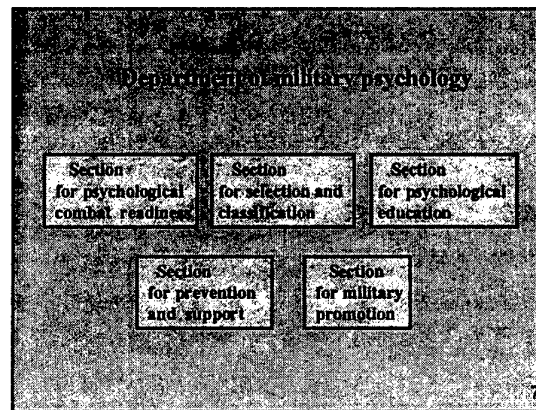 Department of military psychology
Section
for psychological
combat readiness
Section
for selection and
classification
Section
for psychological
education
Section
for prevention
and support
Section
for military
promotion
7